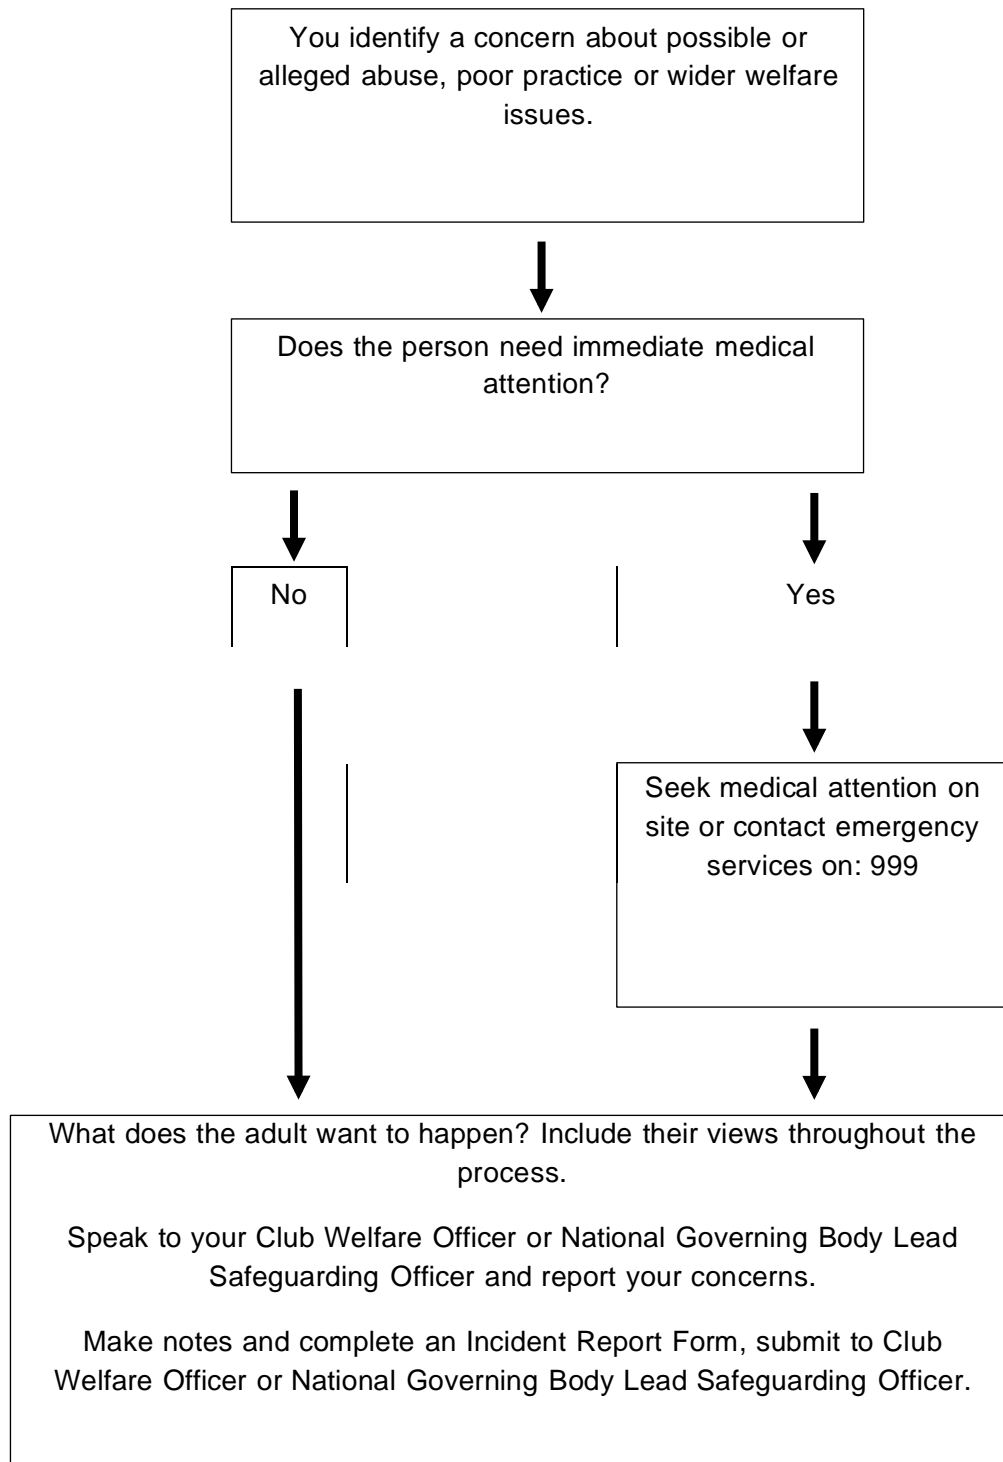 You identify a concern about possible or
alleged abuse, poor practice or wider welfare
issues.
Does the person need immediate medical
attention?
No
Yes
Seek medical attention on
site or contact emergency
services on: 999
What does the adult want to happen? Include their views throughout the
process.
Speak to your Club Welfare Officer or National Governing Body Lead
Safeguarding Officer and report your concerns.
Make notes and complete an Incident Report Form, submit to Club
Welfare Officer or National Governing Body Lead Safeguarding Officer.